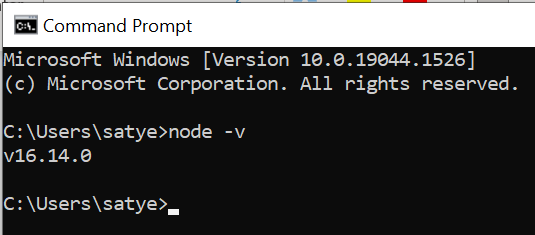 Command Prompt
Microsoft Windows [Version 10.0.19044.1526]
(c) Microsoft Corporation. All rights reserved.
C:\Users\satye>node -v
v16.14.0
C:\Users\satye>